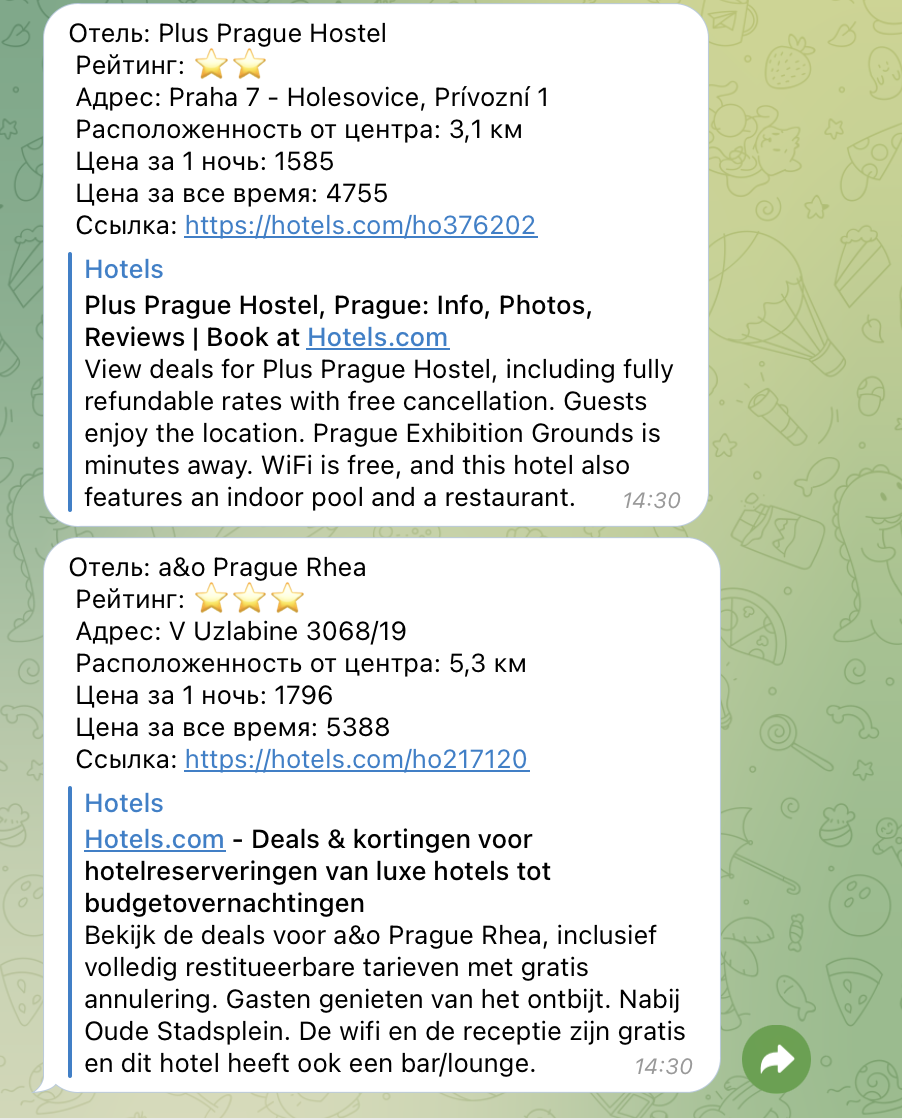 Отель: Plus Prague Hostel
Рейтинг: ⭐⭐
Адрес: Praha 7 - Holesovice, Prívozní 1
Расположенность от центра: 3,1 км
Цена за 1 ночь: 1585
Цена за все время: 4755
Ссылка: https://hotels.com/ho376202
Hotels
Plus Prague Hostel, Prague: Info, Photos,
Reviews | Book at Hotels.com
View deals for Plus Prague Hostel, including fully
refundable rates with free cancellation. Guests
enjoy the location. Prague Exhibition Grounds is
minutes away. WiFi is free, and this hotel also
features an indoor pool and a restaurant. 14:30
Отель: a&o Prague Rhea
Рейтинг: ⭐⭐⭐
Адрес: V Uzlabine 3068/19
Расположенность от центра: 5,3 км
Цена за 1 ночь: 1796
Цена за все время: 5388
Ссылка: https://hotels.com/ho217120
Hotels
Hotels.com - Deals & kortingen voor
hotelreserveringen van luxe hotels tot
budgetovernachtingen
Bekijk de deals voor a&o Prague Rhea, inclusief
volledig restitueerbare tarieven met gratis
annulering. Gasten genieten van het ontbijt. Nabij
Oude Stadsplein. De wifi en de receptie zijn gratis
en dit hotel heeft ook een bar/lounge. 14:30